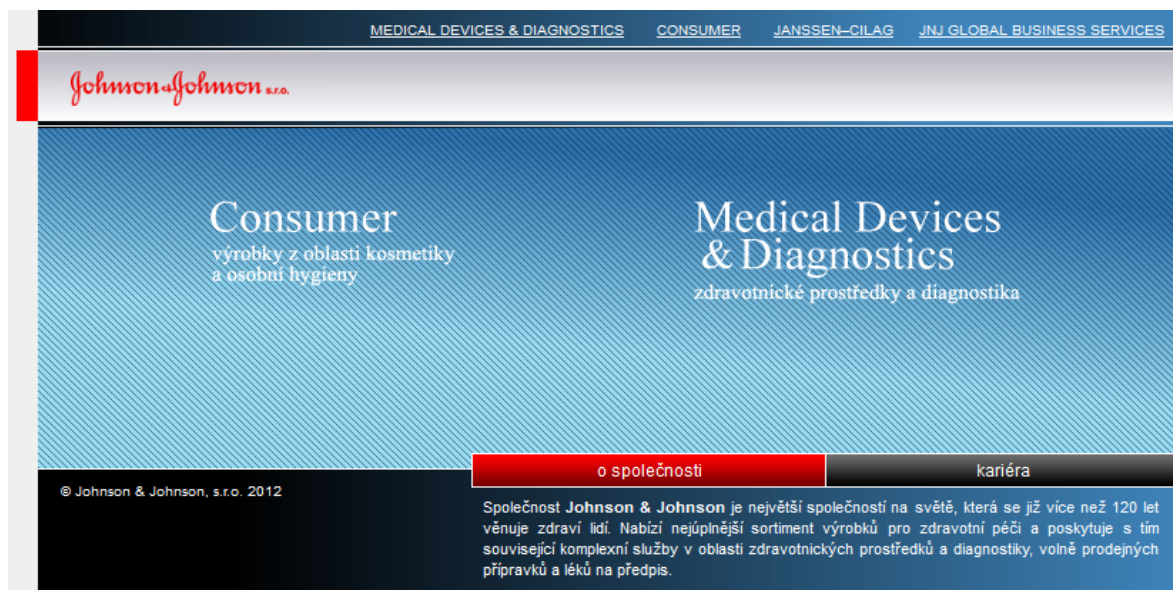 MEDICAL DEVICES & DIAGNOSTICS CONSUMER JANSSEN–CILAG JNJ GLOBAL BUSINESS SERVICES
Johnson & Johnson s.r.o.
Consumer
výrobky z oblasti kosmetiky
a osobní hygieny
Medical Devices
& Diagnostics
zdravotnické prostředky a diagnostika
o společnosti kariéra
© Johnson & Johnson, s.r.o. 2012
Společnost Johnson & Johnson je největší společností na světě, která se již více než 120 let
věnuje zdraví lidí. Nabízí nejúplnější sortiment výrobků pro zdravotní péči a poskytuje s tím
související komplexní služby v oblasti zdravotnických prostředků a diagnostiky, volně prodejných
přípravků a léků na předpis.